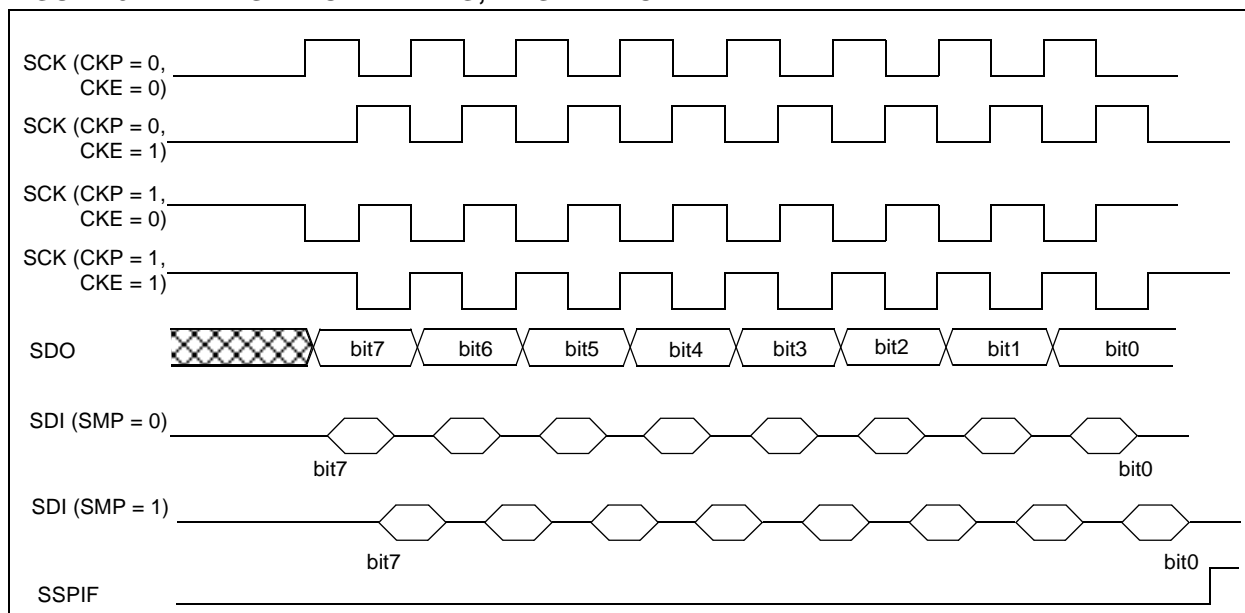 SCK (CKP = 0,
CKE = 0)
SCK (CKP = 0,
CKE = 1)
SCK (CKP = 1,
CKE = 0)
SCK (CKP = 1,
CKE = 1)
SDO bit7 bit6 bit5 bit4 bit3 bit2 bit1 bit0
SDI (SMP = 0)
bit7 bit0
SDI (SMP = 1)
bit7 bit0
SSPIF